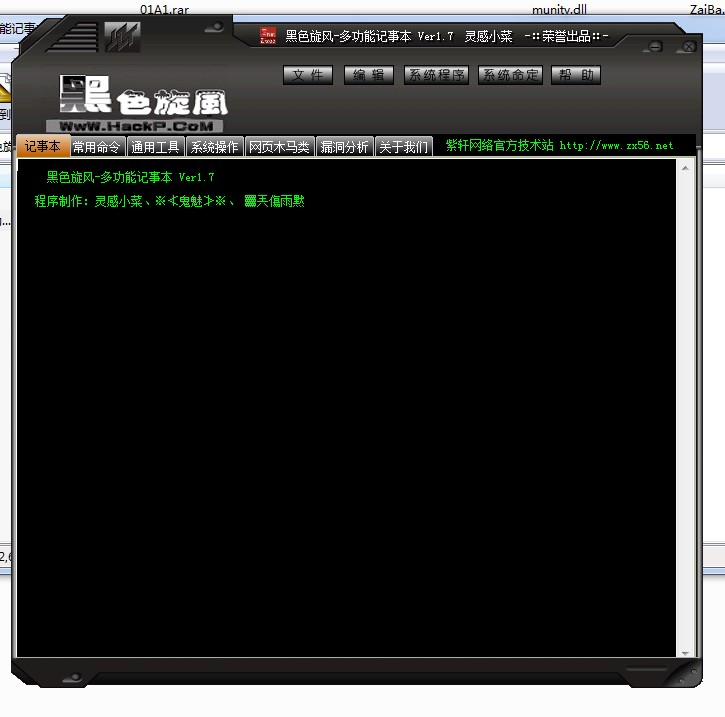 01A1.rar
munity.dll
ZaiBa.
能记事
黑色旋风-多功能记事本 Ver1.7 灵感小菜 -::荣誉出品::-
文件 编辑 系统程序 系统命定 帮助
黑色旋風
WwW.HackP.CoM
记事本 常用命令 通用工具 系统操作 网页木马类 漏洞分析 关于我们 紫轩网络官方技术站 http://www.zx56.net
黑色旋风-多功能记事本 Ver1.7
程序制作：灵感小菜、※≮鬼魅≯※、 ▓天傷雨黙